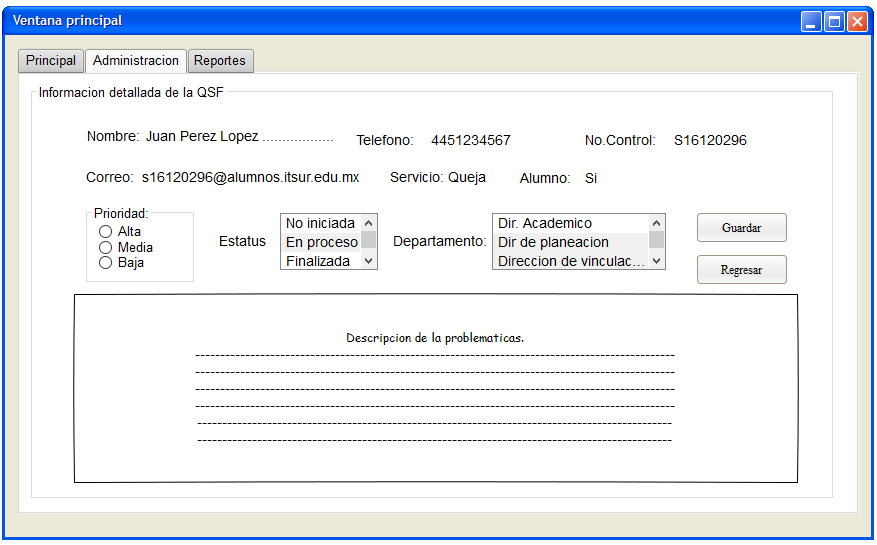 Ventana principal
Principal Administracion Reportes
Informacion detallada de la QSF
Nombre: Juan Perez Lopez Telefono: 4451234567 No.Control: S16120296
Correo: s16120296@alumnos.itsur.edu.mx Servicio: Queja Alumno: Si
Prioridad:
Alta
Media
Baja
Estatus
No iniciada
En proceso
Finalizada
Departamento:
Dir. Academico
Dir de planeacion
Direccion de vinculac...
Guardar
Regresar
Descripcion de la problematicas.